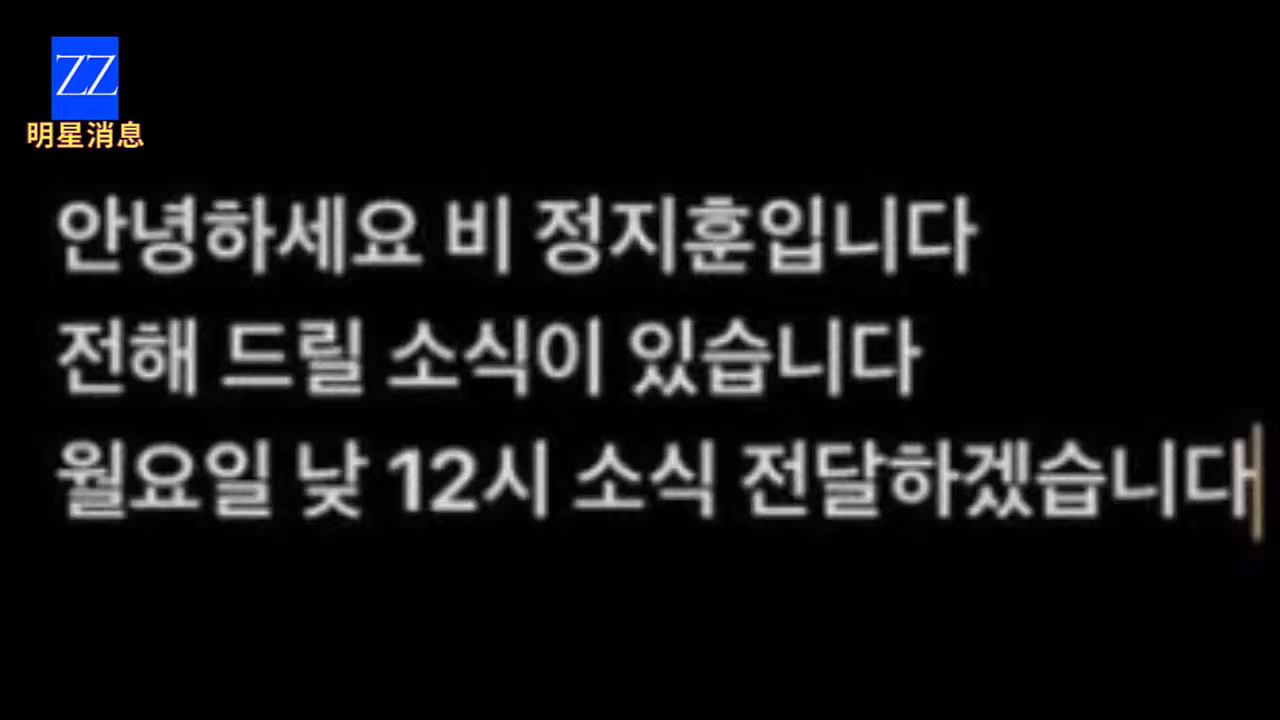 ZZ
明星消息
안녕하세요 비 정지훈입니다
전해 드릴 소식이 있습니다
월요일 낮 12시 소식 전달하겠습니다